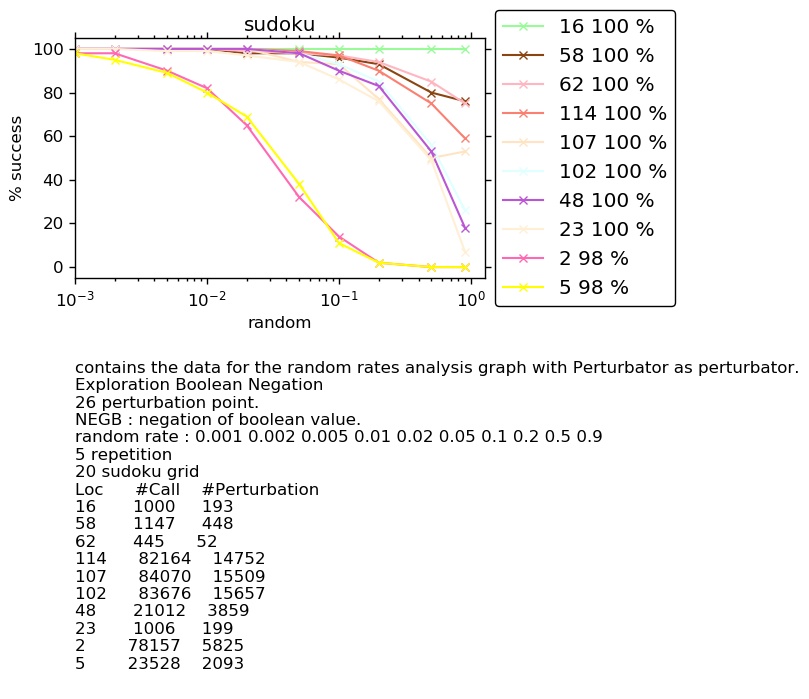 sudoku
100
80
60
40
20
0
% success
10^-3
10^-2
10^-1
10^0
random
16 100 %
58 100 %
62 100 %
114 100 %
107 100 %
102 100 %
48 100 %
23 100 %
2 98 %
5 98 %
contains the data for the random rates analysis graph with Perturbator as perturbator.
Exploration Boolean Negation
26 perturbation point.
NEGB : negation of boolean value.
random rate : 0.001 0.002 0.005 0.01 0.02 0.05 0.1 0.2 0.5 0.9
5 repetition
20 sudoku grid
Loc #Call #Perturbation
16 1000 193
58 1147 448
62 445 52
114 82164 14752
107 84070 15509
102 83676 15657
48 21012 3859
23 1006 199
2 78157 5825
5 23528 2093